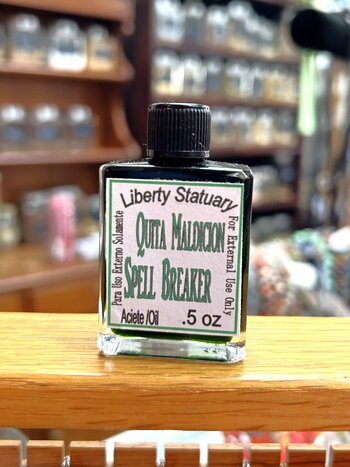 Liberty Statuary
Para Uso Externo Solamente
QUITA MALDICION
SPELL BREAKER
For External Use Only
Aciete /Oil .5 oz